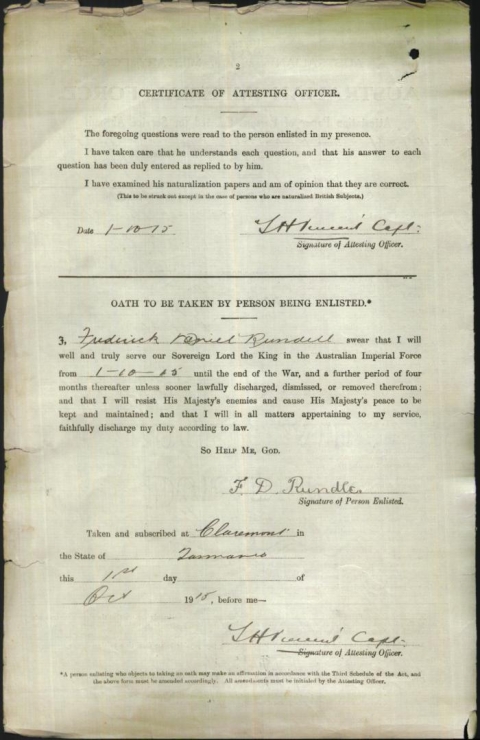 2
CERTIFICATE OF ATTESTING OFFICER.
The foregoing questions were read to the person enlisted in my presence.
I have taken care that he understands each question, and that his answer to each
question has been duly entered as replied to by him.
I have examined his naturalization papers and am of opinion that they are correct.
(This to be struck out except in the case of persons who are naturalised British Subjects.)
Date 1-10-15 T H Vincent Capt.
Signature of Attesting Officer.
OATH TO BE TAKEN BY PERSON BEING ENLISTED.*
3, Frederick Daniel Rundell swear that I will
well and truly serve our Sovereign Lord the King in the Australian Imperial Force
from 1-10-15 until the end of the War, and a further period of four
months thereafter unless sooner lawfully discharged, dismissed, or removed therefrom;
and that I will resist His Majesty's enemies and cause His Majesty's peace to be
kept and maintained; and that I will in all matters appertaining to my service,
faithfully discharge my duty according to law.
SO HELP ME, GOD.
F. D. Rundle
Signature of Person Enlisted.
Taken and subscribed at Claremont in
the State of Tasmania
this 1st day of
Oct 1915, before me—
T H Vincent Capt.
Signature of Attesting Officer.
*A person enlisting who objects to taking an oath may make an affirmation in accordance with the Third Schedule of the Act, and
the above form must be amended accordingly. All amendments must be initialed by the Attesting Officer.